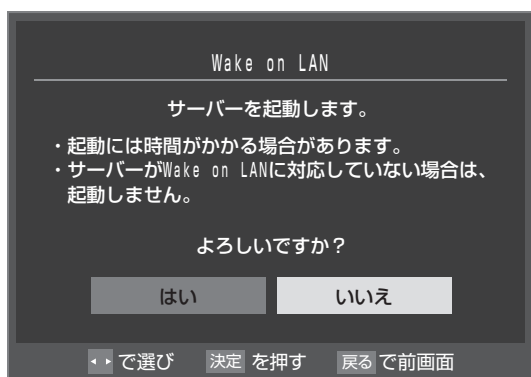 Wake on LAN
サーバーを起動します。
・起動には時間がかかる場合があります。
・サーバーがWake on LANに対応していない場合は、
起動しません。
よろしいですか？
はい いいえ
で選び 決定 を押す 戻る で前画面